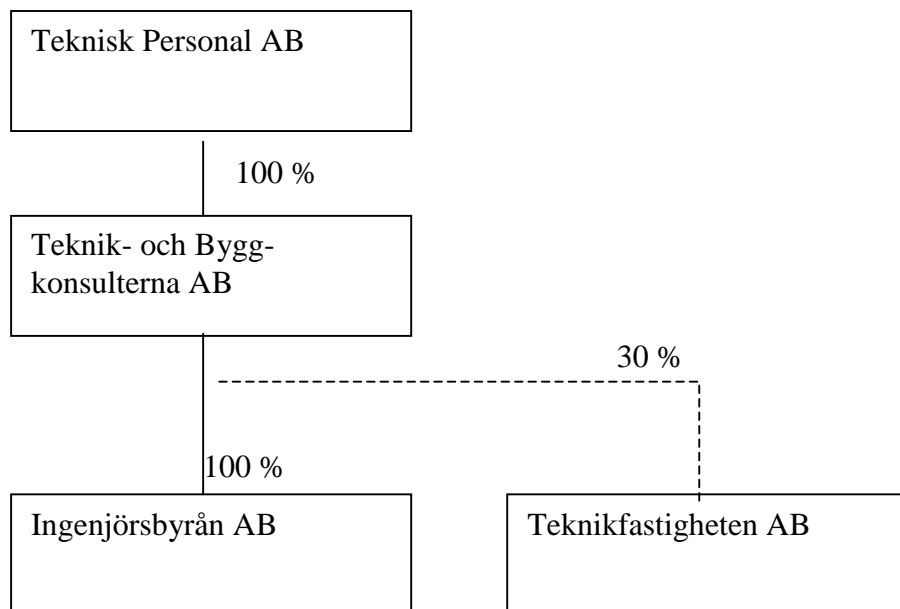 Teknisk Personal AB
100 %
Teknik- och Bygg-
konsulterna AB
30 %
100 %
Ingenjörsbyrån AB
Teknikfastigheten AB